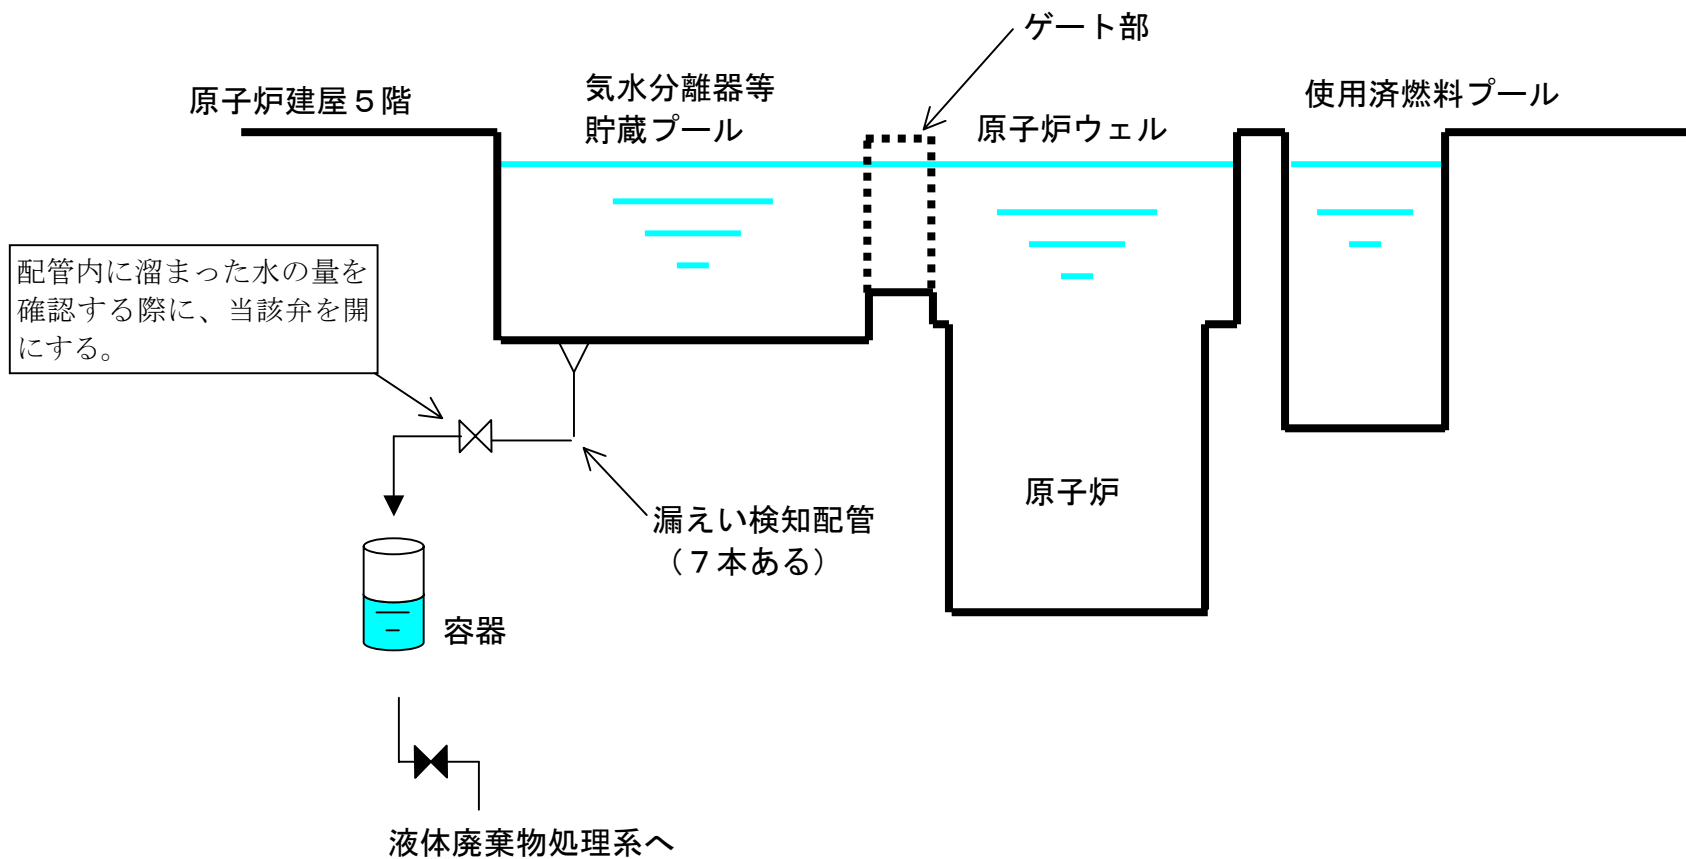 ゲート部
原子炉建屋５階
気水分離器等
貯蔵プール
原子炉ウェル
使用済燃料プール
配管内に溜まった水の量を
確認する際に、当該弁を開
にする。
原子炉
漏えい検知配管
（７本ある）
容器
液体廃棄物処理系へ